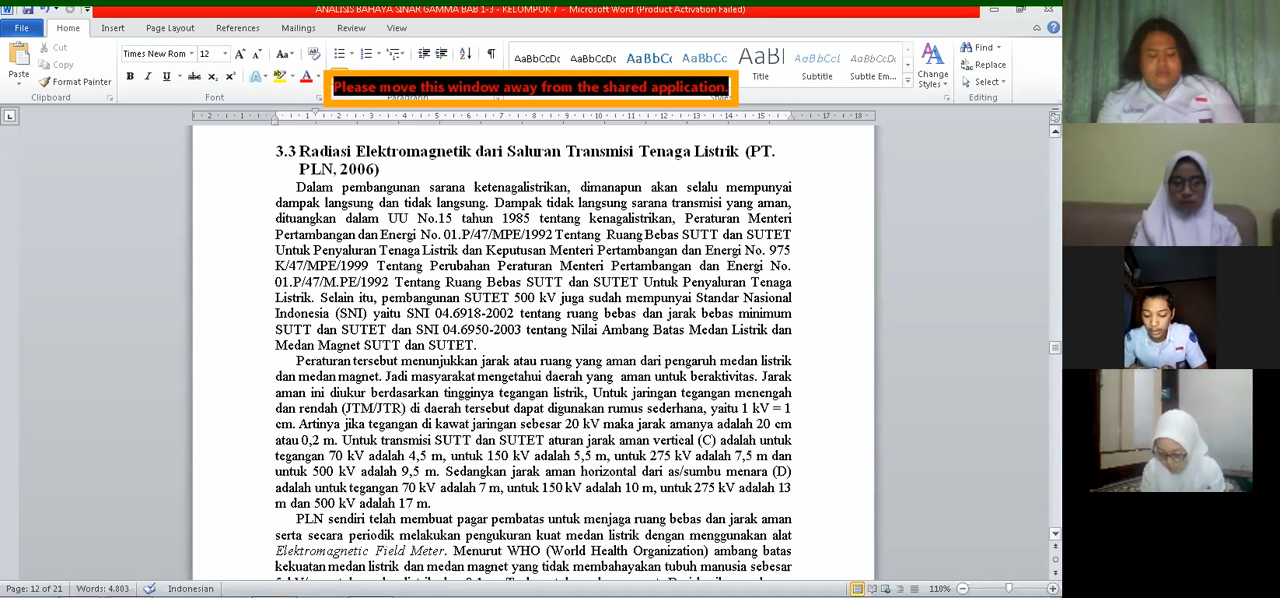 ANALISIS BAHAYA SINAR GAMMA BAB 1-3 - KELOMPOK 7 - Microsoft Word (Product Activation Failed)
File Home Insert Page Layout References Mailings Review View
Paste
Cut
Copy
Format Painter
Clipboard
Times New Rom 12
Font
Paragraph
AaBbCcDc AaBbCcDc AaBbC AaBbCc AaB AaBbCc AaBbCcDc
Title Subtitle Subtle Em...
Change Styles
Find
Replace
Select
Editing
Please move this window away from the shared application.
3.3 Radiasi Elektromagnetik dari Saluran Transmisi Tenaga Listrik (PT.
PLN, 2006)
Dalam pembangunan sarana ketenagalistrikan, dimanapun akan selalu mempunyai
dampak langsung dan tidak langsung. Dampak tidak langsung sarana transmisi yang aman,
dituangkan dalam UU No.15 tahun 1985 tentang kenagalistrikan, Peraturan Menteri
Pertambangan dan Energi No. 01.P/47/MPE/1992 Tentang Ruang Bebas SUTT dan SUTET
Untuk Penyaluran Tenaga Listrik dan Keputusan Menteri Pertambangan dan Energi No. 975
K/47/MPE/1999 Tentang Perubahan Peraturan Menteri Pertambangan dan Energi No.
01.P/47/M.PE/1992 Tentang Ruang Bebas SUTT dan SUTET Untuk Penyaluran Tenaga
Listrik. Selain itu, pembangunan SUTET 500 kV juga sudah mempunyai Standar Nasional
Indonesia (SNI) yaitu SNI 04.6918-2002 tentang ruang bebas dan jarak bebas minimum
SUTT dan SUTET dan SNI 04.6950-2003 tentang Nilai Ambang Batas Medan Listrik dan
Medan Magnet SUTT dan SUTET.
Peraturan tersebut menunjukkan jarak atau ruang yang aman dari pengaruh medan listrik
dan medan magnet. Jadi masyarakat mengetahui daerah yang aman untuk beraktivitas. Jarak
aman ini diukur berdasarkan tingginya tegangan listrik, Untuk jaringan tegangan menengah
dan rendah (JTM/JTR) di daerah tersebut dapat digunakan rumus sederhana, yaitu 1 kV = 1
cm. Artinya jika tegangan di kawat jaringan sebesar 20 kV maka jarak amanya adalah 20 cm
atau 0,2 m. Untuk transmisi SUTT dan SUTET aturan jarak aman vertical (C) adalah untuk
tegangan 70 kV adalah 4,5 m, untuk 150 kV adalah 5,5 m, untuk 275 kV adalah 7,5 m dan
untuk 500 kV adalah 9,5 m. Sedangkan jarak aman horizontal dari as/sumbu menara (D)
adalah untuk tegangan 70 kV adalah 7 m, untuk 150 kV adalah 10 m, untuk 275 kV adalah 13
m dan 500 kV adalah 17 m.
PLN sendiri telah membuat pagar pembatas untuk menjaga ruang bebas dan jarak aman
serta secara periodik melakukan pengukuran kuat medan listrik dengan menggunakan alat
Elektromagnetic Field Meter. Menurut WHO (World Health Organization) ambang batas
kekuatan medan listrik dan medan magnet yang tidak membahayakan tubuh manusia sebesar
Page: 12 of 21 Words: 4.803 Indonesian 110%